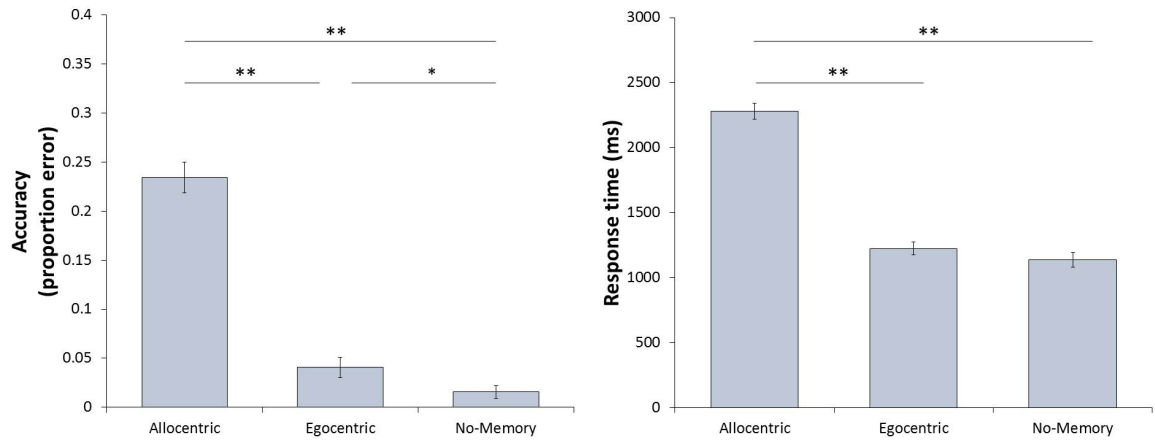 Accuracy
(proportion error)
0.4
0.35
0.3
0.25
0.2
0.15
0.1
0.05
0
**
**
*
Allocentric
Egocentric
No-Memory
Response time (ms)
3000
2500
2000
1500
1000
500
0
**
**
Allocentric
Egocentric
No-Memory